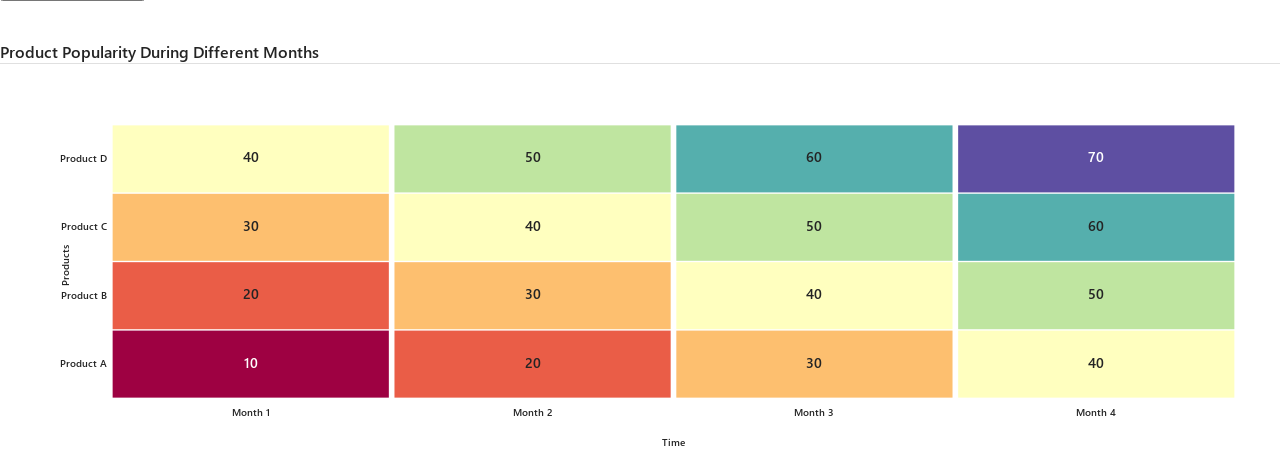 Product Popularity During Different Months
Product D
40
50
60
70
Product C
30
40
50
60
Products
Product B
20
30
40
50
Product A
10
20
30
40
Month 1
Month 2
Month 3
Month 4
Time